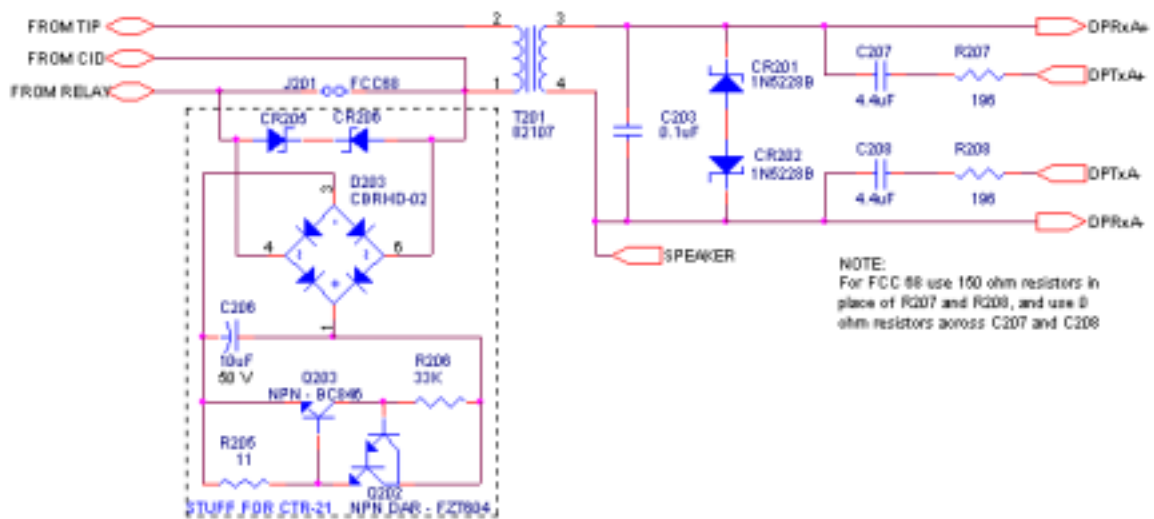 FROM TIP
FROM CID
FROM RELAY
J201
FCC68
2
1
3
4
T201
82107
CR205
CR206
D203
CBRHD-02
3
4
6
1
C206
10uF
50 V
Q203
NPN - BC846
R206
33K
R205
11
Q202
STUFF FOR CTR-21
NPN DAR - FZT604
C203
0.1uF
CR201
1N5228B
CR202
1N5228B
C207
4.4uF
R207
196
C208
4.4uF
R208
196
DPRxA+
DPTxA+
DPTxA-
DPRxA-
SPEAKER
NOTE:
For FCC 68 use 150 ohm resistors in
place of R207 and R208, and use 0
ohm resistors across C207 and C208